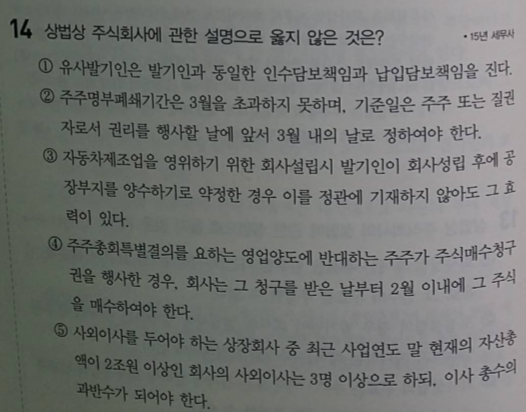 14 상법상 주식회사에 관한 설명으로 옳지 않은 것은? •15년 세무사
① 유사발기인은 발기인과 동일한 인수담보책임과 납입담보책임을 진다.
② 주주명부폐쇄기간은 3월을 초과하지 못하며, 기준일은 주주 또는 질권
자로서 권리를 행사할 날에 앞서 3월 내의 날로 정하여야 한다.
③ 자동차제조업을 영위하기 위한 회사설립시 발기인이 회사성립 후에 공
장부지를 양수하기로 약정한 경우 이를 정관에 기재하지 않아도 그 효
력이 있다.
④ 주주총회특별결의를 요하는 영업양도에 반대하는 주주가 주식매수청구
권을 행사한 경우, 회사는 그 청구를 받은 날부터 2월 이내에 그 주식
을 매수하여야 한다.
⑤ 사외이사를 두어야 하는 상장회사 중 최근 사업연도 말 현재의 자산총
액이 2조원 이상인 회사의 사외이사는 3명 이상으로 하되, 이사 총수의
과반수가 되어야 한다.